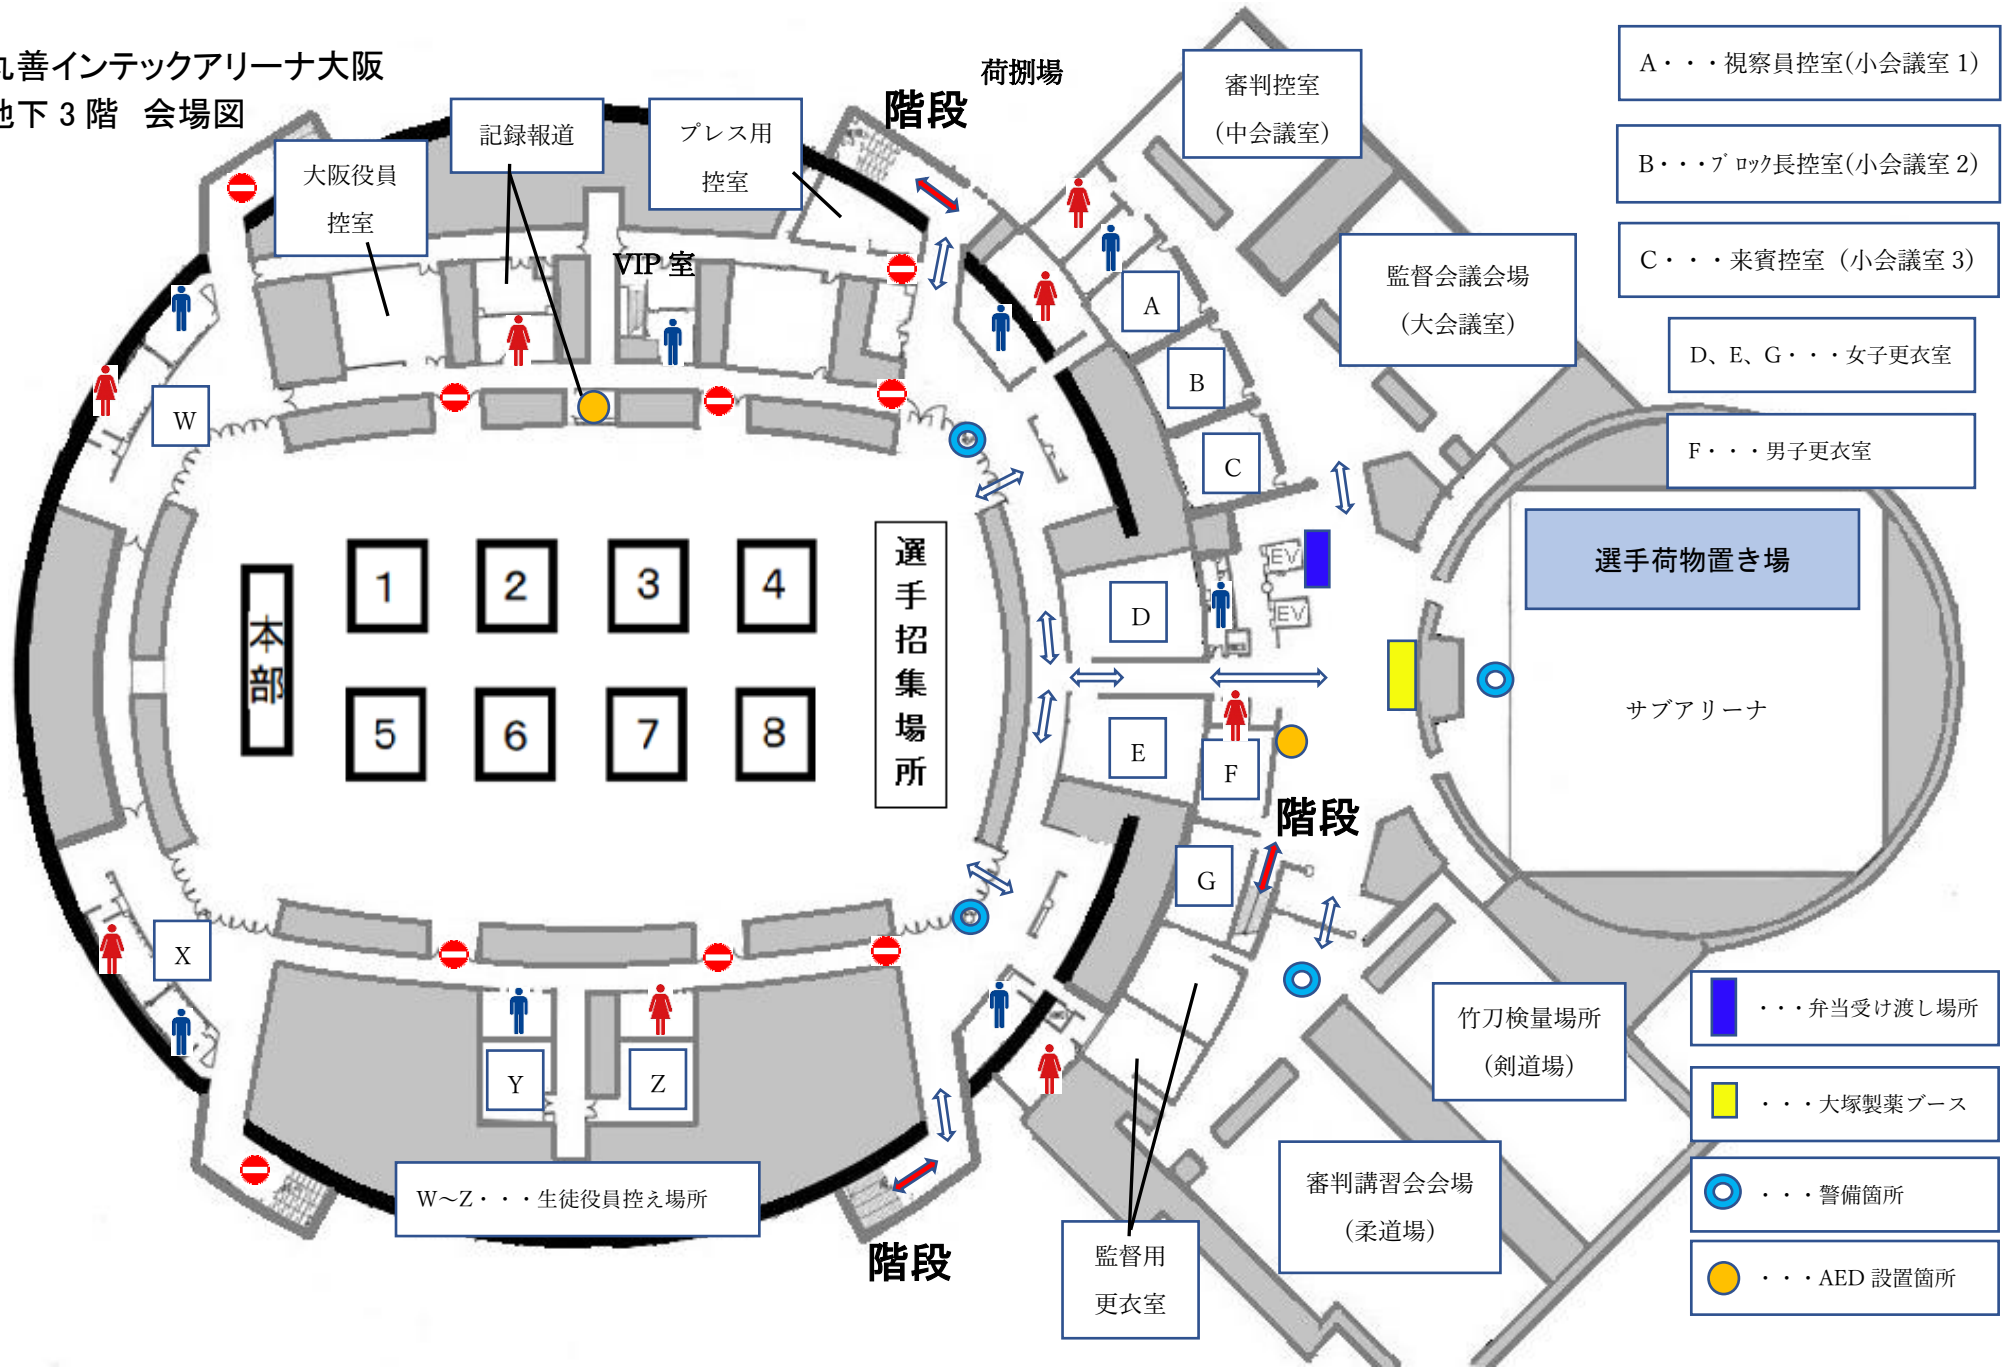 丸善インテックアリーナ大阪
地下3階 会場図
荷捌場
階段
審判控室
(中会議室)
A・・・視察員控室(小会議室1)
B・・・ブロック長控室(小会議室2)
C・・・来賓控室（小会議室3)
D、E、G・・・女子更衣室
F・・・男子更衣室
大阪役員
控室
記録報道
プレス用
控室
VIP室
監督会議会場
(大会議室)
A
B
C
W
選手荷物置き場
サブアリーナ
EV
EV
本部
1
2
3
4
5
6
7
8
選手招集場所
D
E
F
G
階段
X
Y
Z
W～Z・・・生徒役員控え場所
階段
監督用
更衣室
竹刀検量場所
(剣道場)
審判講習会会場
(柔道場)
・・・弁当受け渡し場所
・・・大塚製薬ブース
・・・警備箇所
・・・AED設置箇所